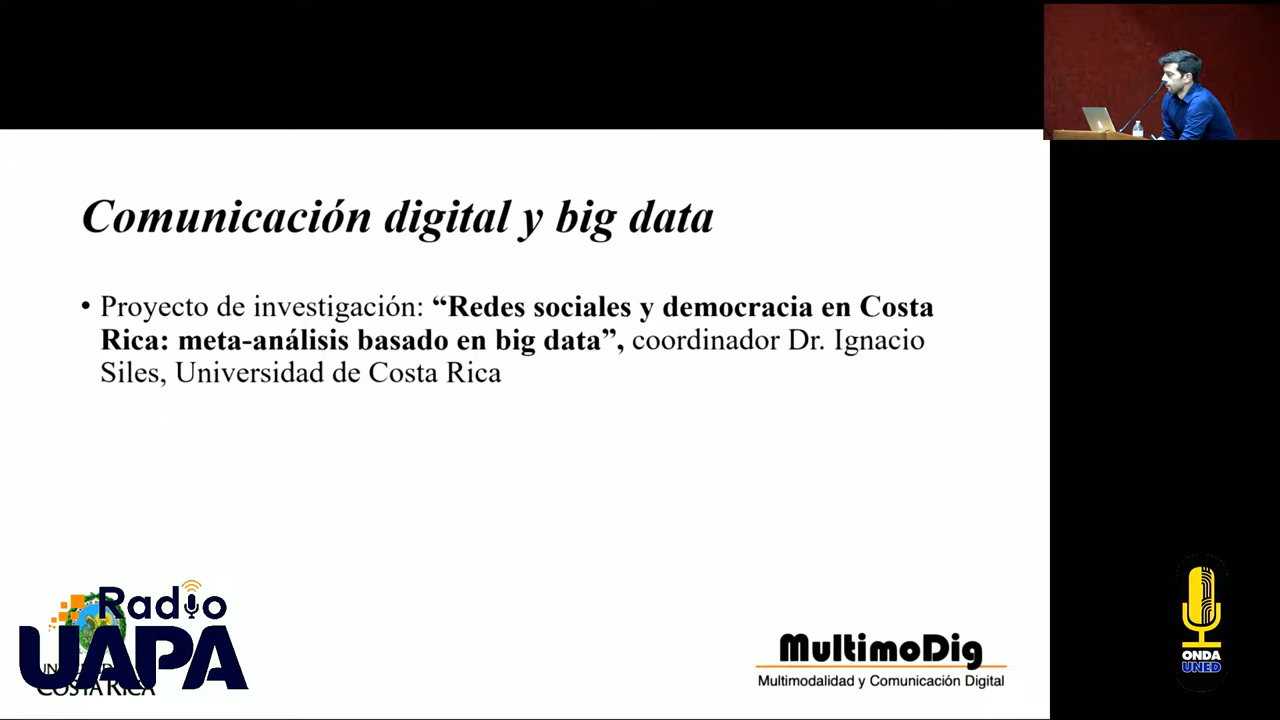 Comunicación digital y big data
• Proyecto de investigación: “Redes sociales y democracia en Costa
Rica: meta-análisis basado en big data”, coordinador Dr. Ignacio
Siles, Universidad de Costa Rica
Radio
UAPA
COSTA RICA
MultimoDig
Multimodalidad y Comunicación Digital
ONDA
UNED